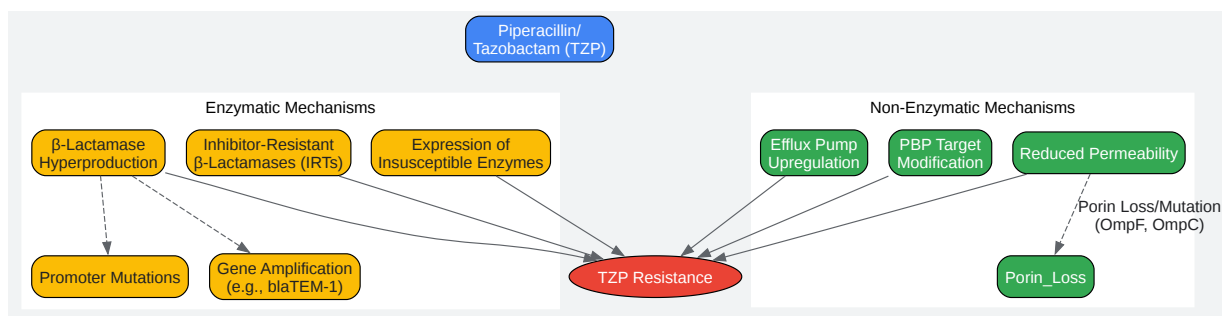 Piperacillin/
Tazobactam (TZP)
Enzymatic Mechanisms
Non-Enzymatic Mechanisms
β-Lactamase
Hyperproduction
Inhibitor-Resistant
β-Lactamases (IRTs)
Expression of
Insusceptible Enzymes
Efflux Pump
Upregulation
PBP Target
Modification
Reduced Permeability
Porin Loss/Mutation
(OmpF, OmpC)
Promoter Mutations
Gene Amplification
(e.g., blaTEM-1)
TZP Resistance
Porin_Loss